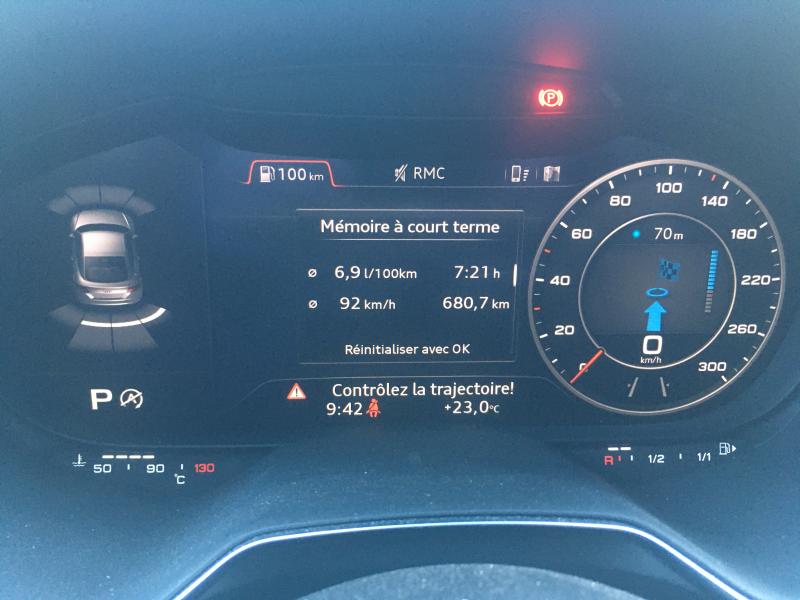 P
100 km
RMC
Mémoire à court terme
ø 6,9 l/100km 7:21 h
ø 92 km/h 680,7 km
Réinitialiser avec OK
Contrôlez la trajectoire!
9:42 +23,0°C
P A
50 90 130
°C
0 20 40 60 80 100 140 180 220 260 300
70 m
0
km/h
R 1/2 1/1